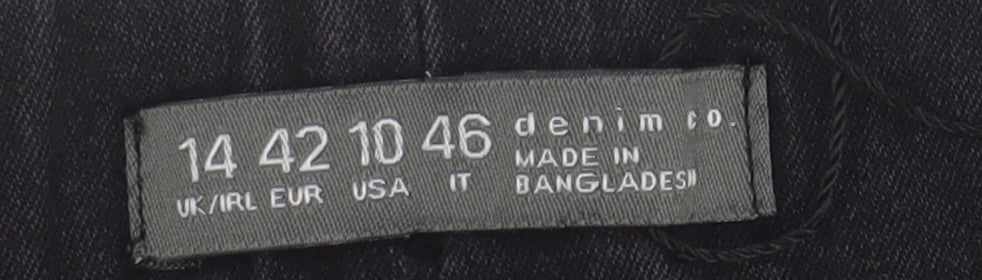 14 42 10 46
UK/IRL EUR USA IT
denim co.
MADE IN
BANGLADESH